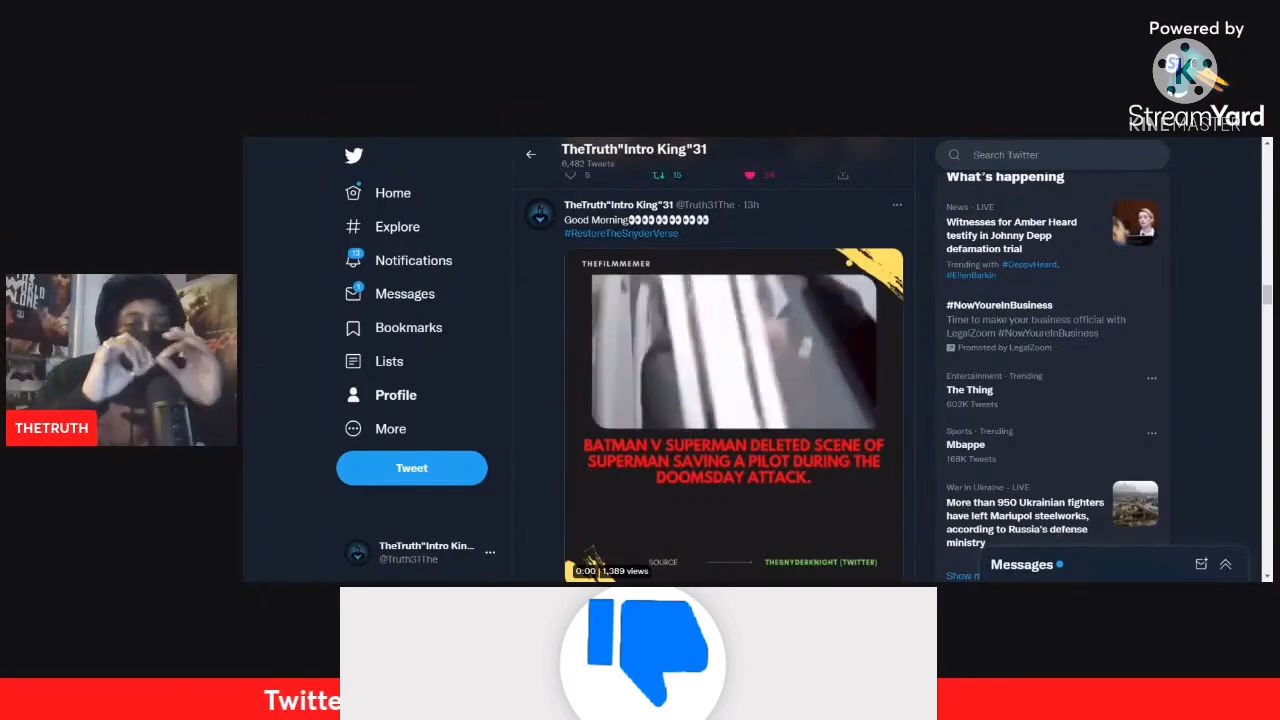 Powered by
StreamYard
KINEMASTER
TheTruth"Intro King"31
6,482 Tweets
5
15
24
Home
Explore
13
Notifications
1
Messages
Bookmarks
Lists
Profile
More
Tweet
TheTruth"Intro Kin...
@Truth31The
TheTruth"Intro King"31 @Truth31The · 13h
Good Morning👀👀👀👀👀👀
#RestoreTheSnyderVerse
THEFILMMEMER
BATMAN V SUPERMAN DELETED SCENE OF
SUPERMAN SAVING A PILOT DURING THE
DOOMSDAY ATTACK.
SOURCE
THESNYDERKNIGHT (TWITTER)
0:00 | 1,389 views
Search Twitter
What's happening
News · LIVE
Witnesses for Amber Heard
testify in Johnny Depp
defamation trial
Trending with #DeppvHeard,
#EllenBarkin
#NowYoureInBusiness
Time to make your business official with
LegalZoom #NowYoureInBusiness
Promoted by LegalZoom
Entertainment · Trending
The Thing
602K Tweets
Sports · Trending
Mbappe
168K Tweets
War in Ukraine · LIVE
More than 950 Ukrainian fighters
have left Mariupol steelworks,
according to Russia's defense
ministry
Show m
Messages
THETRUTH
Twitte